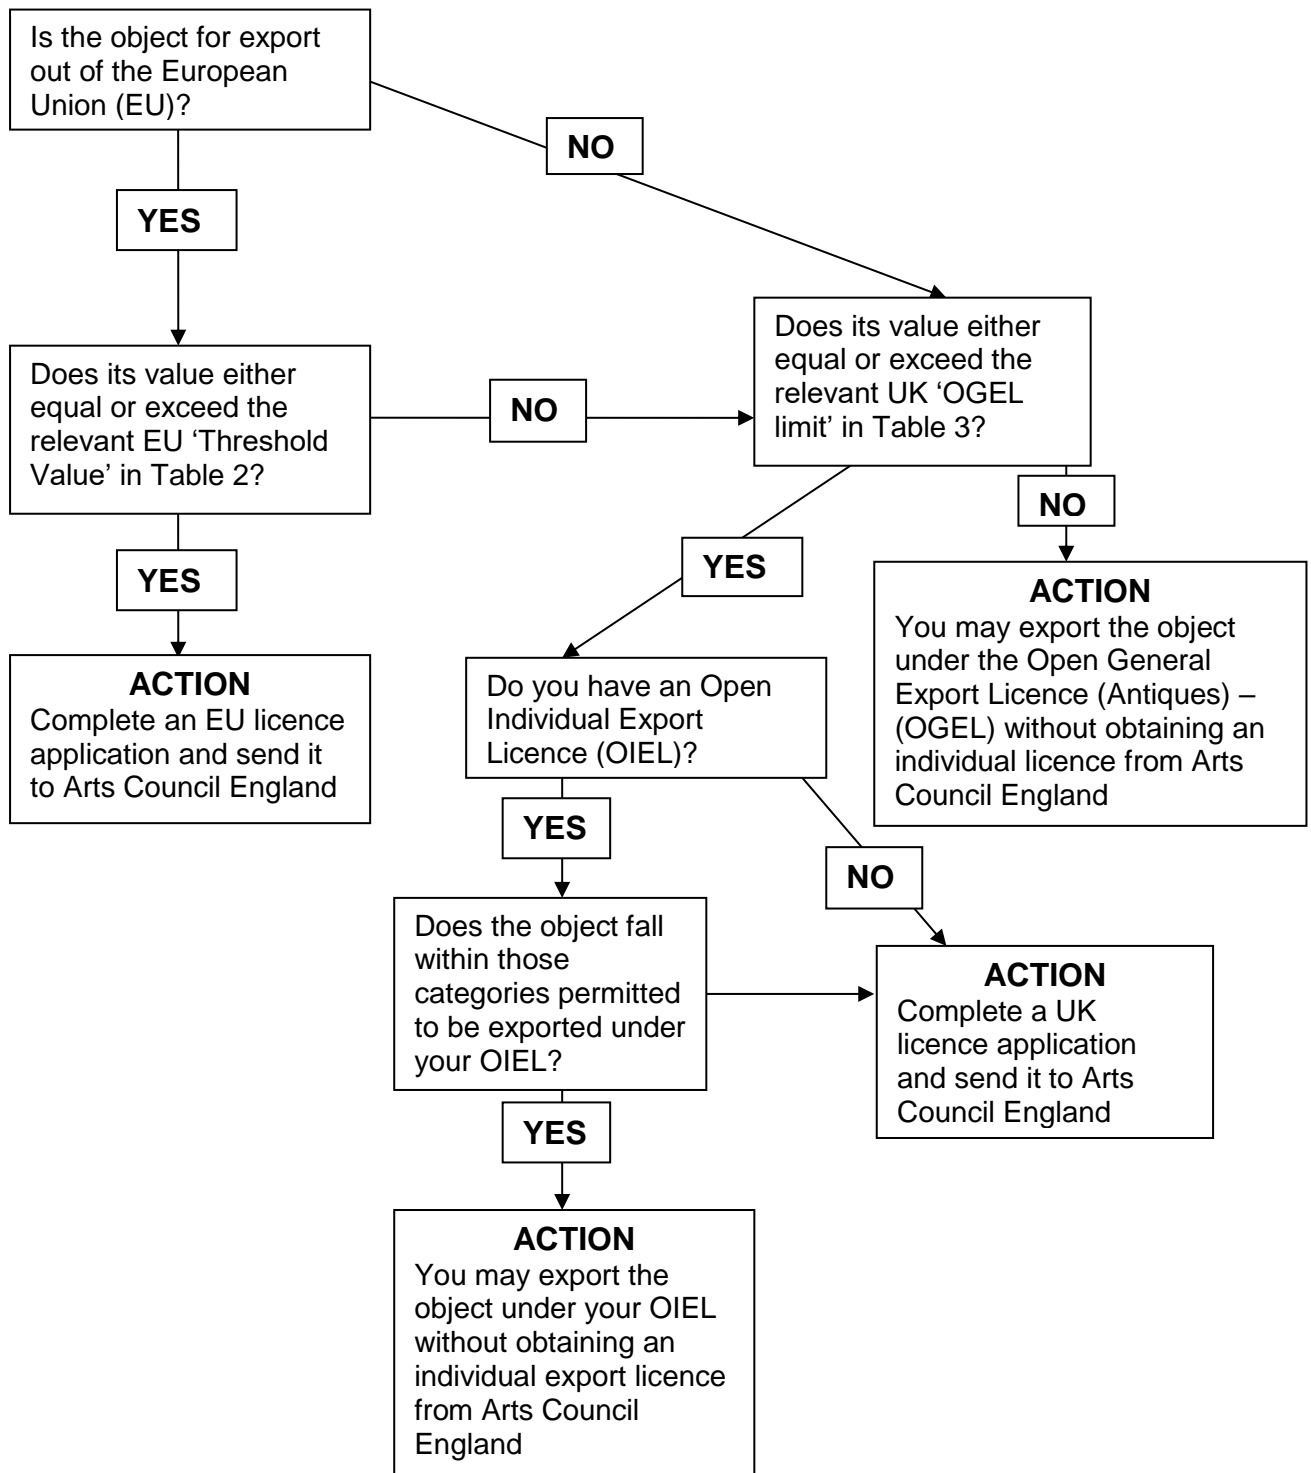 Is the object for export
out of the European
Union (EU)?
NO
YES
Does its value either
equal or exceed the
relevant UK ‘OGEL
limit’ in Table 3?
Does its value either
equal or exceed the
relevant EU ‘Threshold
Value’ in Table 2?
NO
NO
YES
YES
ACTION
You may export the object
under the Open General
Export Licence (Antiques) –
(OGEL) without obtaining an
individual licence from Arts
Council England
ACTION
Complete an EU licence
application and send it
to Arts Council England
Do you have an Open
Individual Export
Licence (OIEL)?
YES
NO
Does the object fall
within those
categories permitted
to be exported under
your OIEL?
ACTION
Complete a UK
licence application
and send it to Arts
Council England
YES
ACTION
You may export the
object under your OIEL
without obtaining an
individual export licence
from Arts Council
England